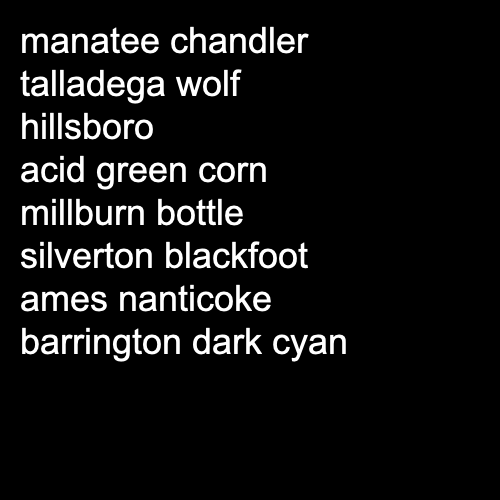 manatee chandler
talladega wolf
hillsboro
acid green corn
millburn bottle
silverton blackfoot
ames nanticoke
barrington dark cyan